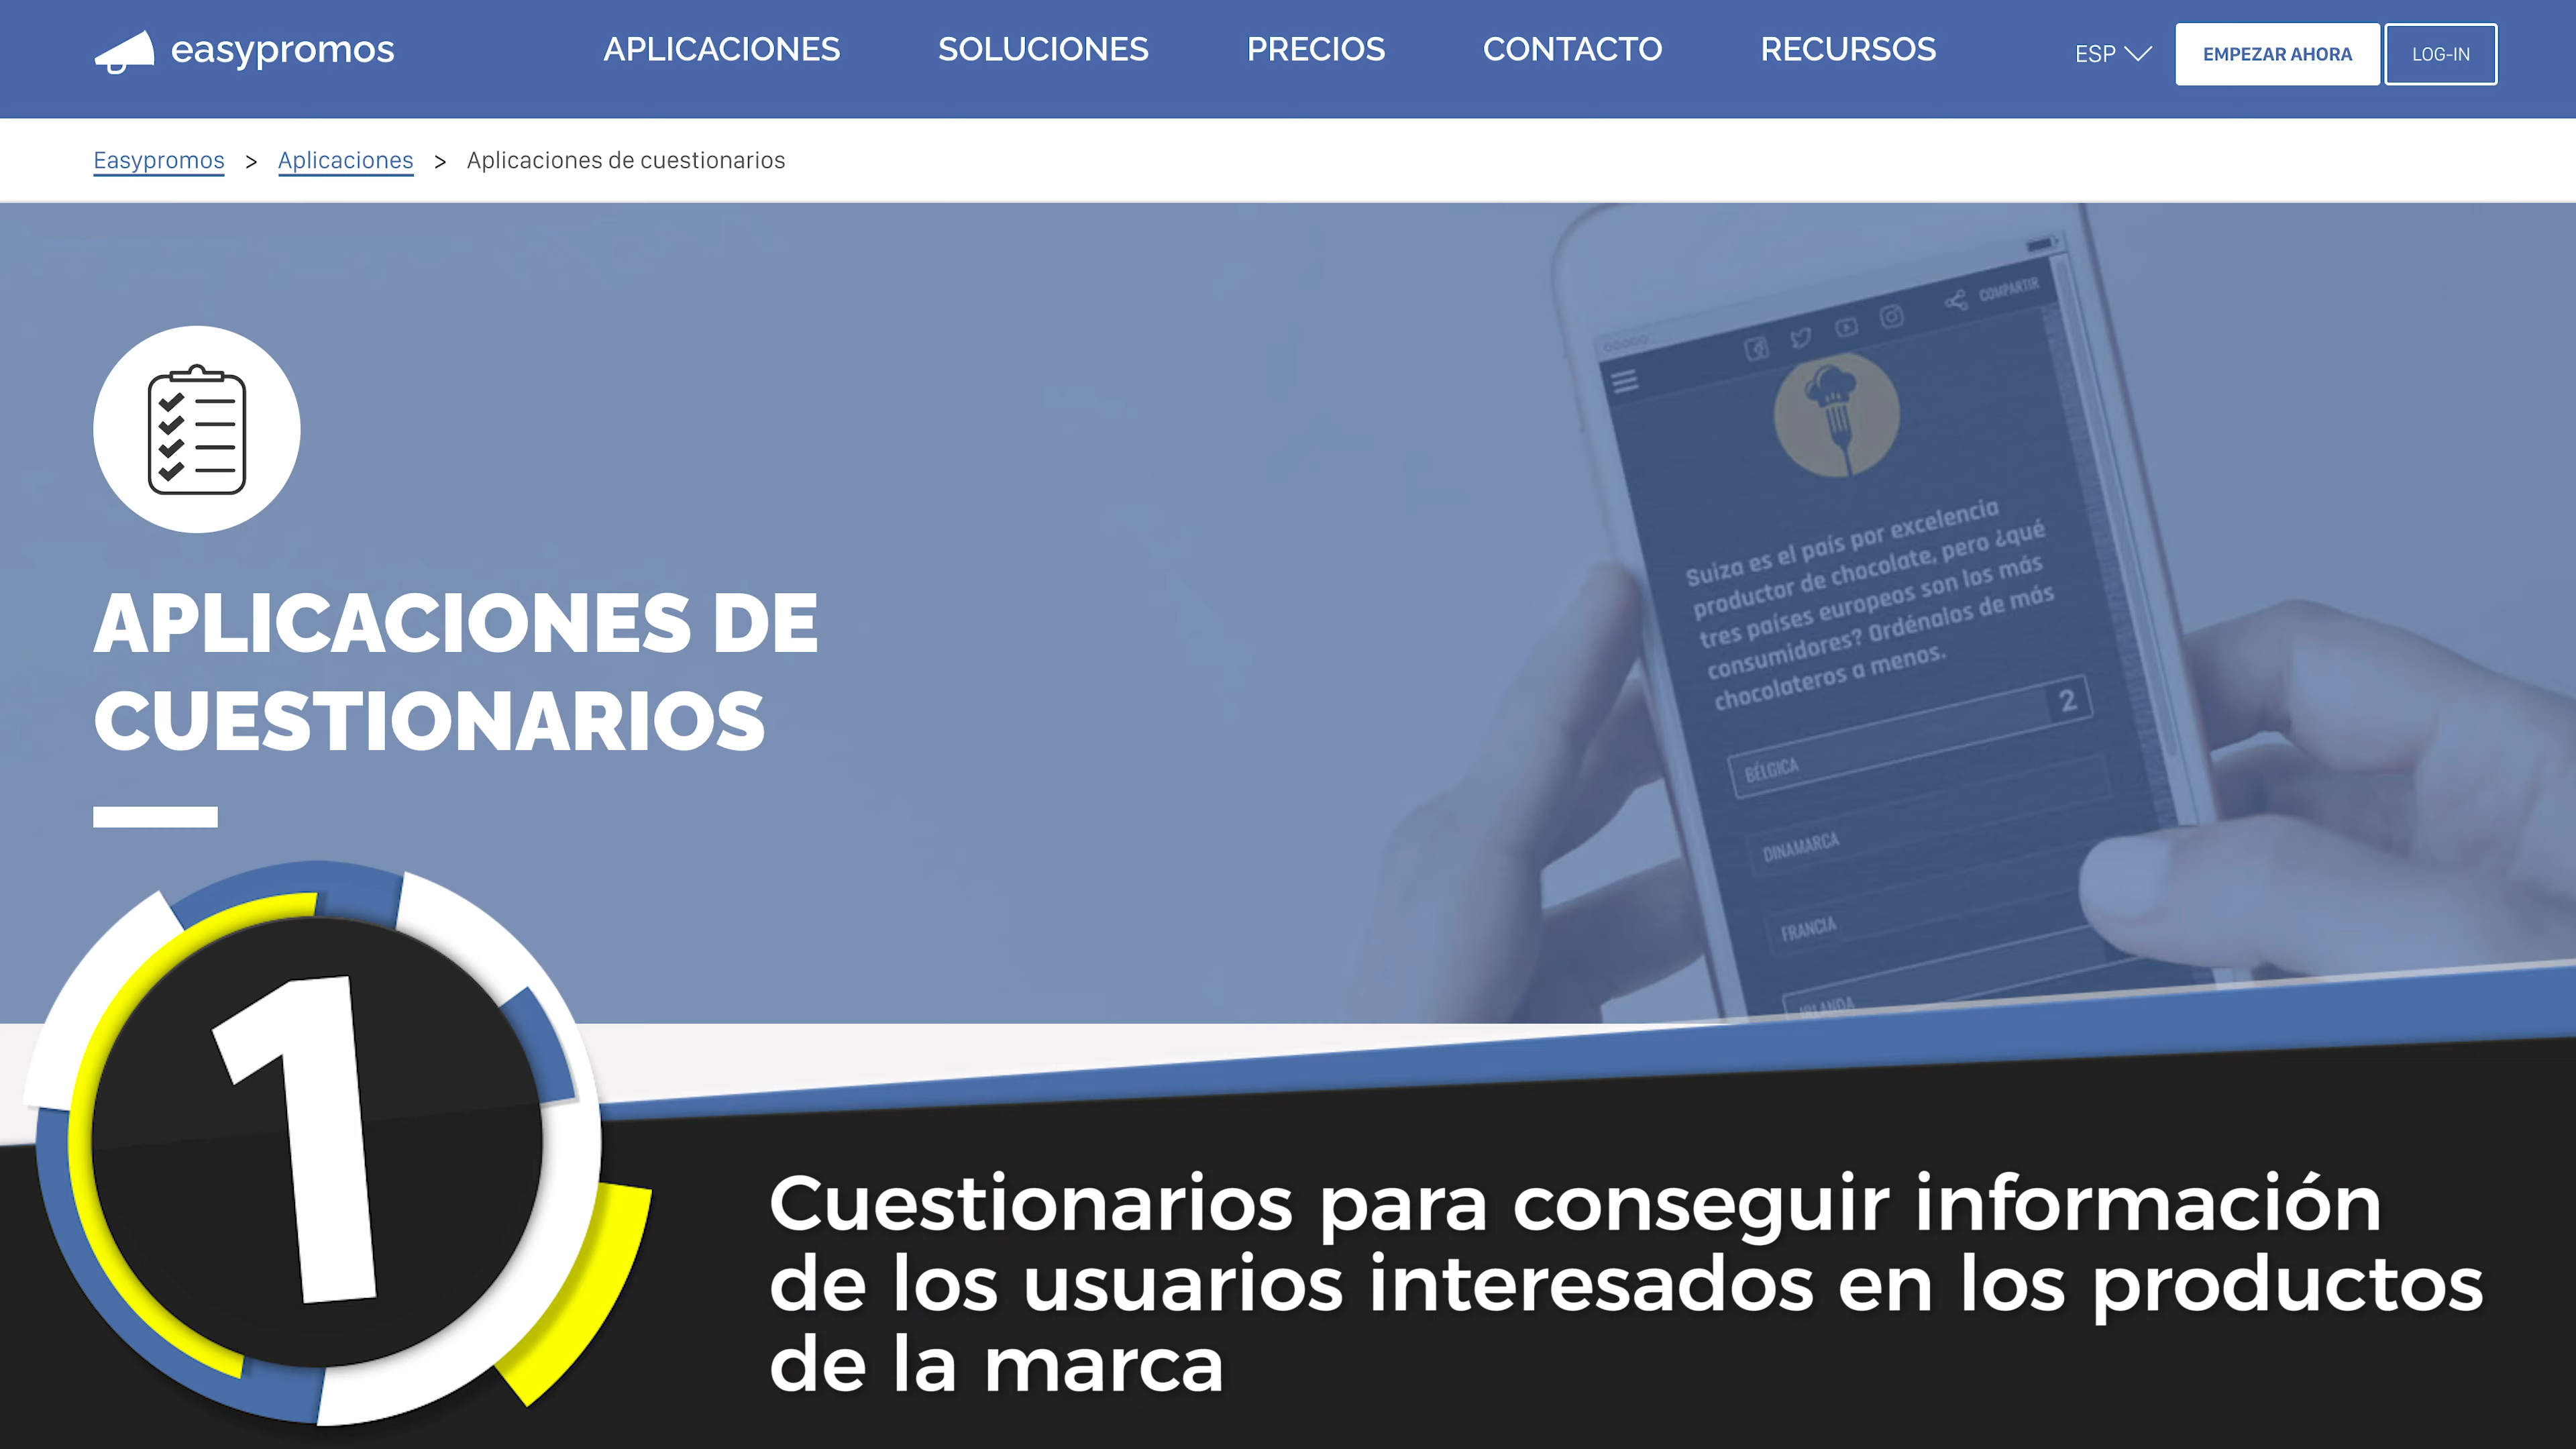 easypromos
APLICACIONES
SOLUCIONES
PRECIOS
CONTACTO
RECURSOS
ESP
EMPEZAR AHORA
LOG-IN
Easypromos > Aplicaciones > Aplicaciones de cuestionarios
APLICACIONES DE
CUESTIONARIOS
COMPARTIR
Suiza es el país por excelencia
productor de chocolate, pero ¿qué
tres países europeos son los más
consumidores? Ordénalos de más
chocolateros a menos.
BÉLGICA 2
DINAMARCA
FRANCIA
IRLANDA
1
Cuestionarios para conseguir información
de los usuarios interesados en los productos
de la marca